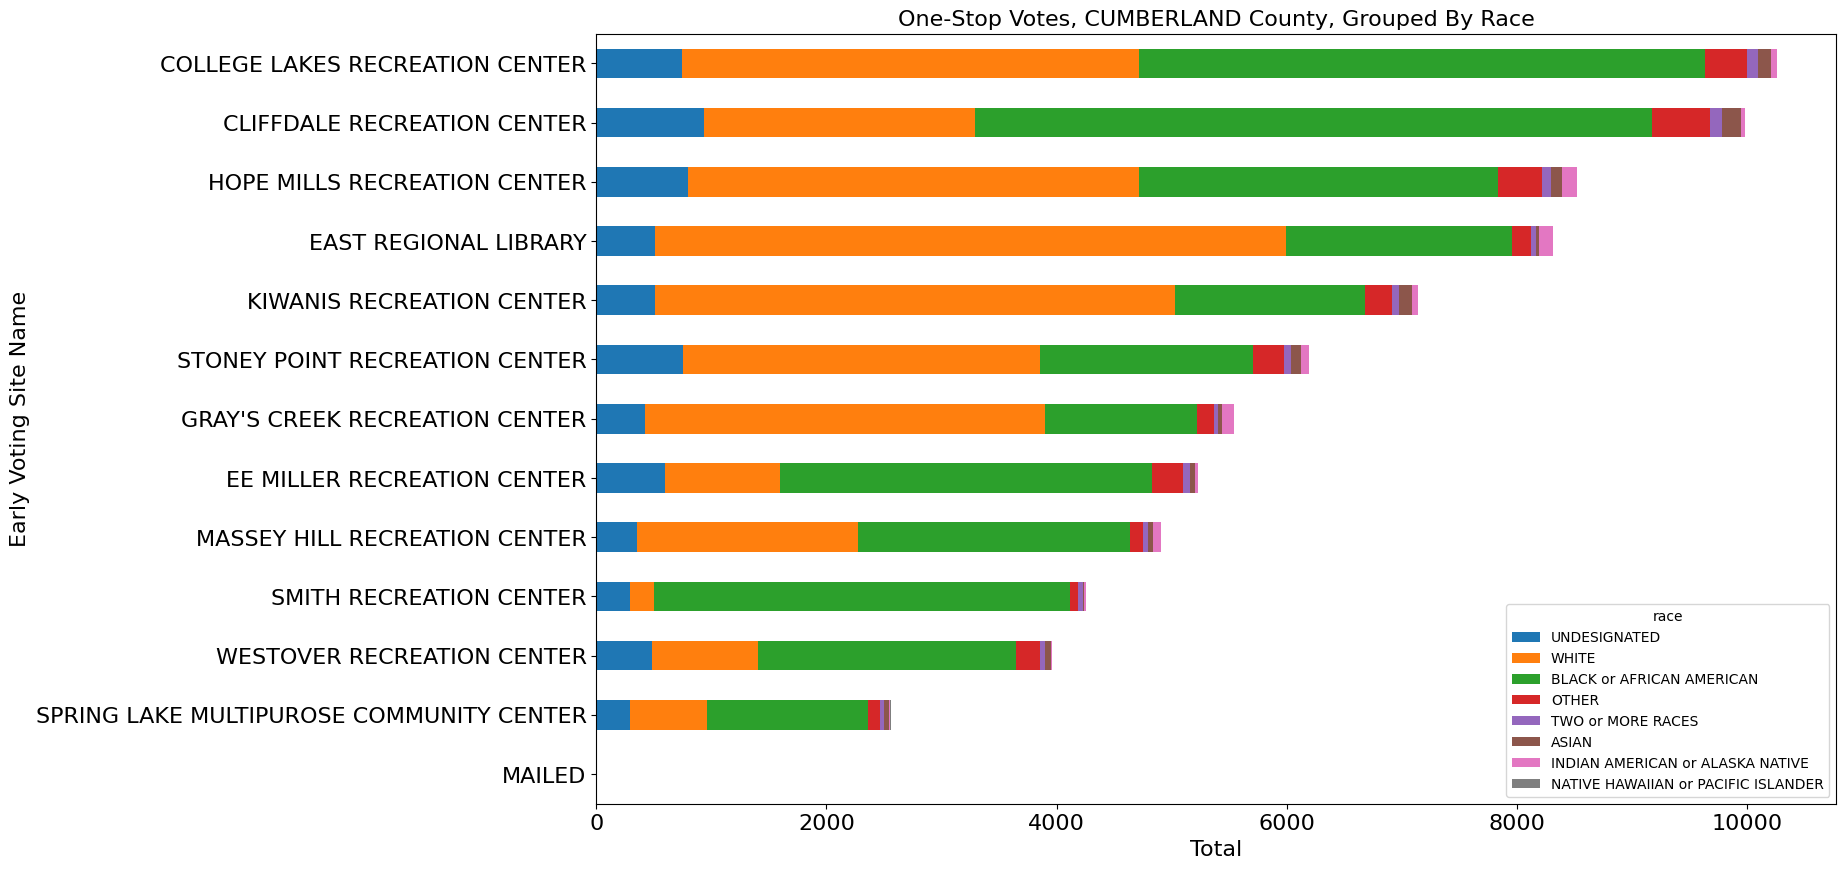 One-Stop Votes, CUMBERLAND County, Grouped By Race
Early Voting Site Name
COLLEGE LAKES RECREATION CENTER
CLIFFDALE RECREATION CENTER
HOPE MILLS RECREATION CENTER
EAST REGIONAL LIBRARY
KIWANIS RECREATION CENTER
STONEY POINT RECREATION CENTER
GRAY'S CREEK RECREATION CENTER
EE MILLER RECREATION CENTER
MASSEY HILL RECREATION CENTER
SMITH RECREATION CENTER
WESTOVER RECREATION CENTER
SPRING LAKE MULTIPUROSE COMMUNITY CENTER
MAILED
race
UNDESIGNATED
WHITE
BLACK or AFRICAN AMERICAN
OTHER
TWO or MORE RACES
ASIAN
INDIAN AMERICAN or ALASKA NATIVE
NATIVE HAWAIIAN or PACIFIC ISLANDER
0 2000 4000 6000 8000 10000
Total